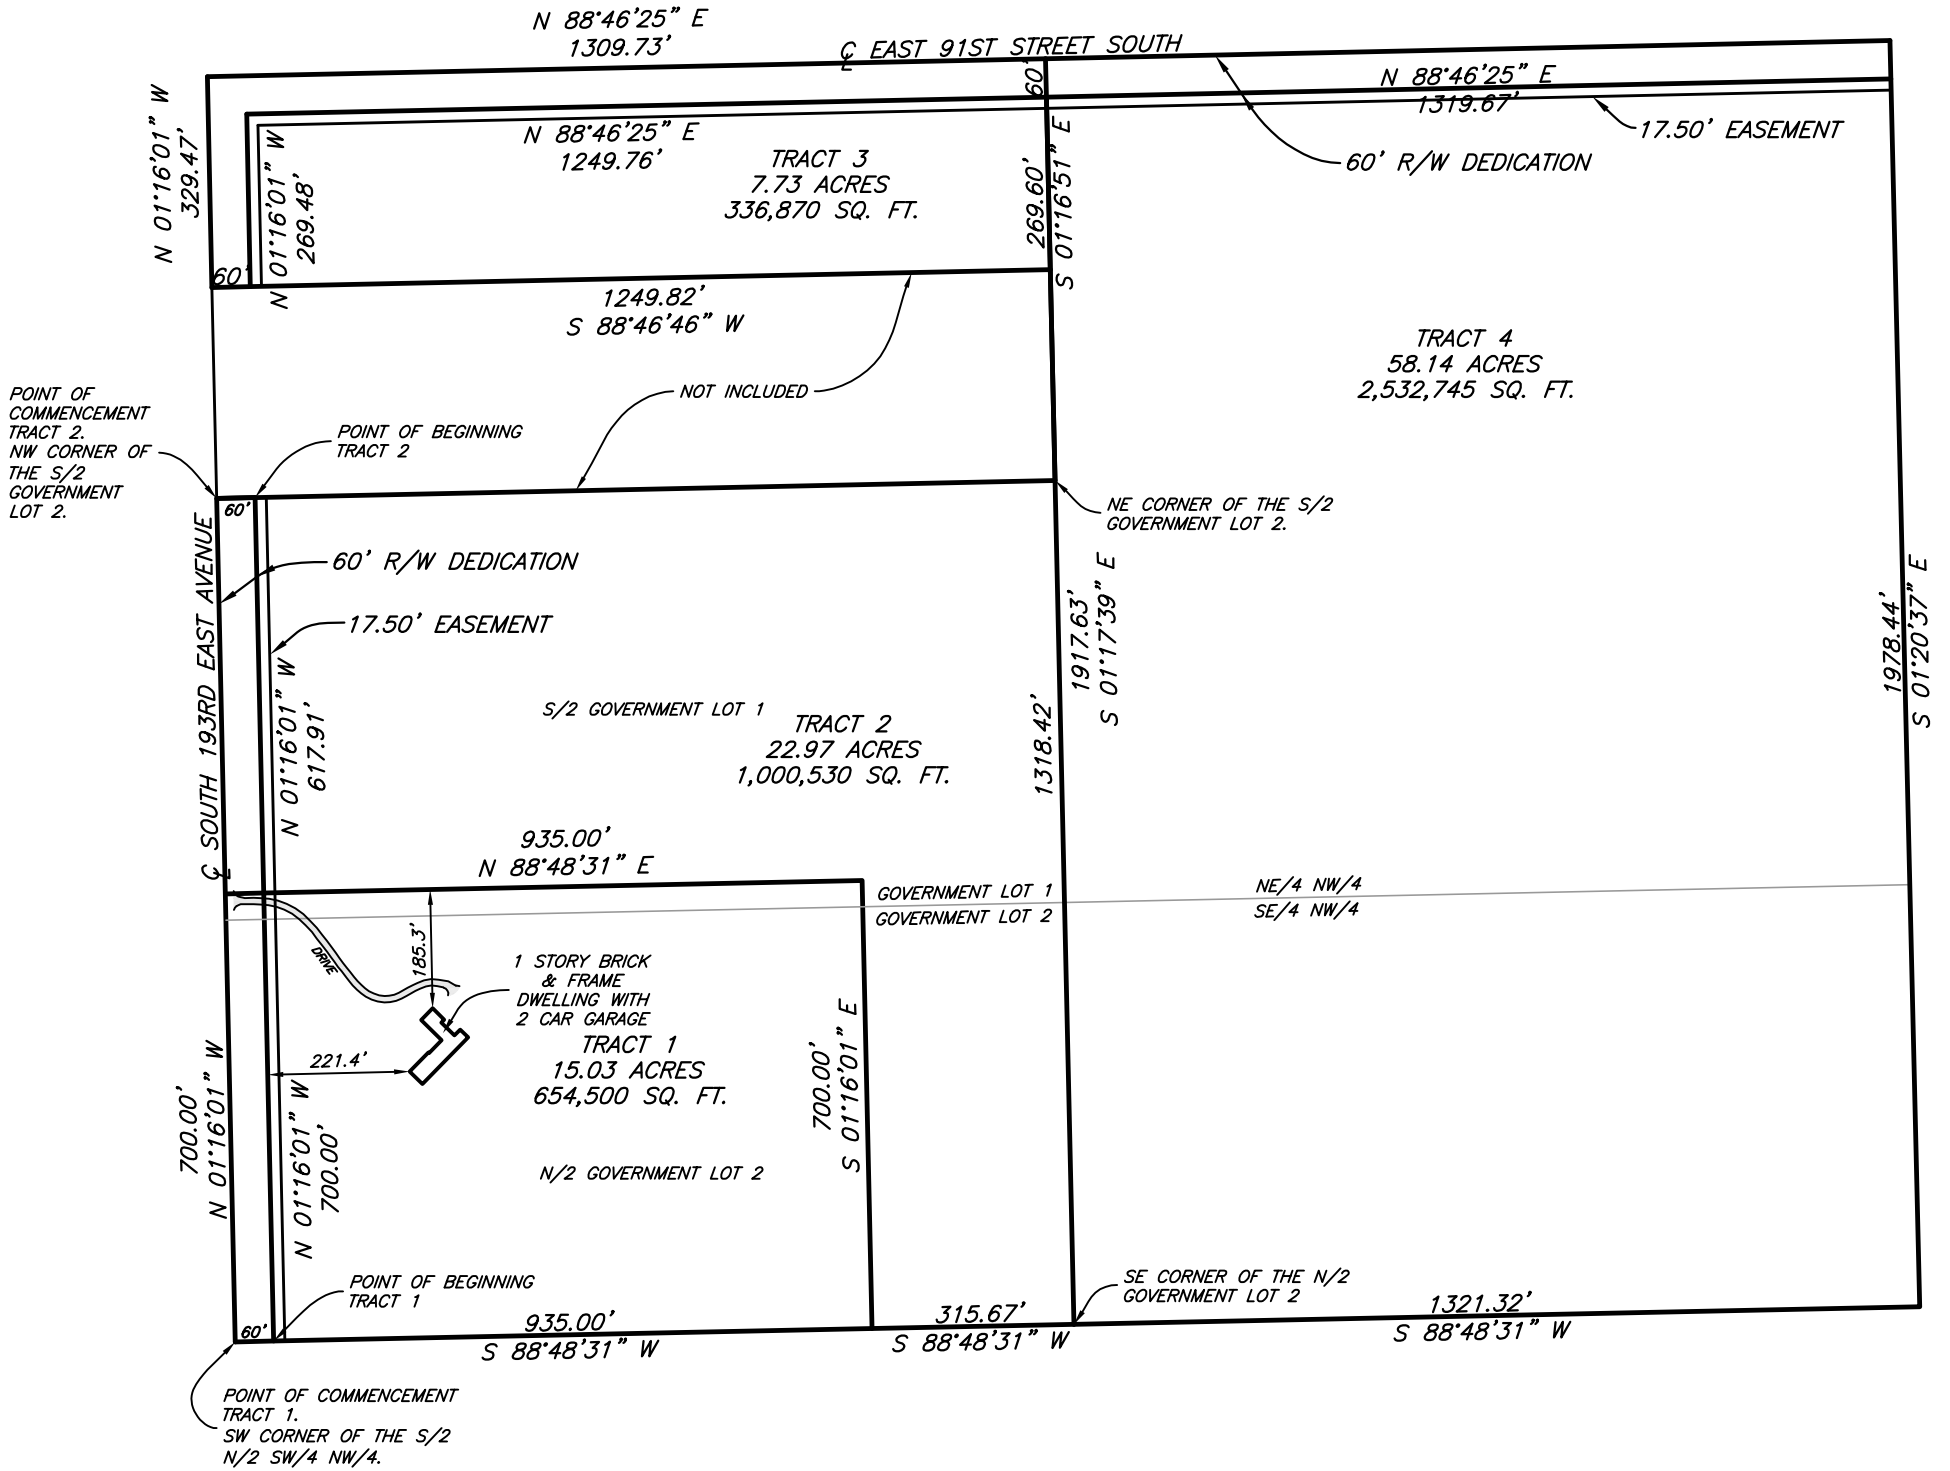 N 88°46'25" E
1309.73'
℄ EAST 91ST STREET SOUTH
60'
N 88°46'25" E
1319.67'
17.50' EASEMENT
60' R/W DEDICATION
N 01°16'01" W
329.47'
N 88°46'25" E
1249.76'
N 01°16'01" W
269.48'
TRACT 3
7.73 ACRES
336,870 SQ. FT.
269.60'
S 01°16'51" E
60'
1249.82'
S 88°46'46" W
TRACT 4
58.14 ACRES
2,532,745 SQ. FT.
NOT INCLUDED
POINT OF
COMMENCEMENT
TRACT 2.
NW CORNER OF
THE S/2
GOVERNMENT
LOT 2.
POINT OF BEGINNING
TRACT 2
60'
NE CORNER OF THE S/2
GOVERNMENT LOT 2.
60' R/W DEDICATION
17.50' EASEMENT
℄ SOUTH 193RD EAST AVENUE
N 01°16'01" W
617.91'
S/2 GOVERNMENT LOT 1
TRACT 2
22.97 ACRES
1,000,530 SQ. FT.
1318.42'
1917.63'
S 01°17'39" E
1978.44'
S 01°20'37" E
935.00'
N 88°48'31" E
GOVERNMENT LOT 1
GOVERNMENT LOT 2
NE/4 NW/4
SE/4 NW/4
DRIVE
185.3'
1 STORY BRICK
& FRAME
DWELLING WITH
2 CAR GARAGE
221.4'
TRACT 1
15.03 ACRES
654,500 SQ. FT.
700.00'
S 01°16'01" E
700.00'
N 01°16'01" W
N 01°16'01" W
700.00'
N/2 GOVERNMENT LOT 2
POINT OF BEGINNING
TRACT 1
60'
935.00'
S 88°48'31" W
315.67'
S 88°48'31" W
SE CORNER OF THE N/2
GOVERNMENT LOT 2
1321.32'
S 88°48'31" W
POINT OF COMMENCEMENT
TRACT 1.
SW CORNER OF THE S/2
N/2 SW/4 NW/4.